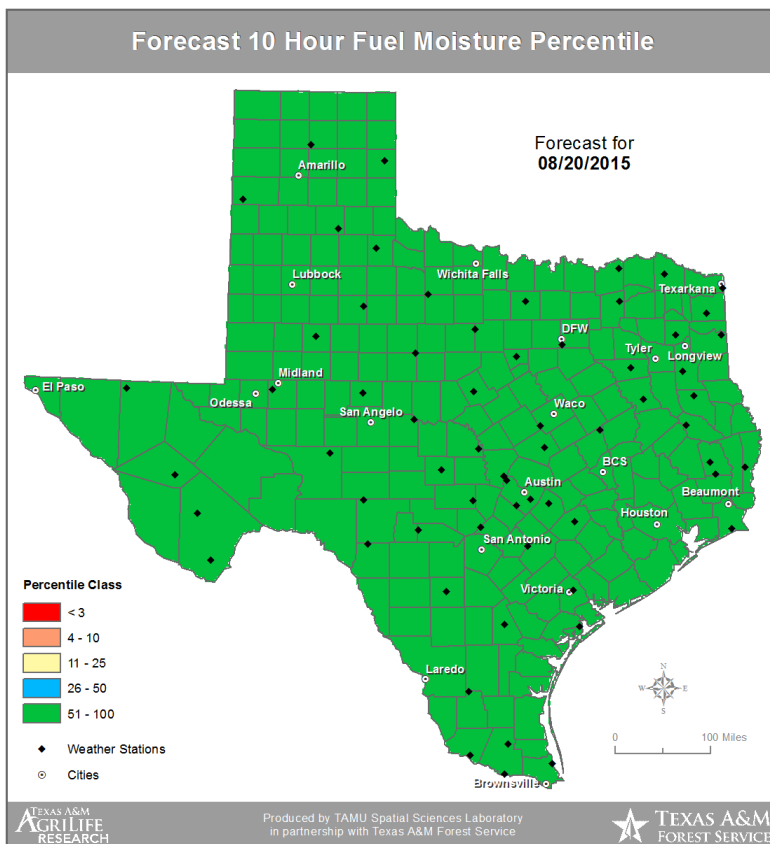 Forecast 10 Hour Fuel Moisture Percentile
Forecast for
08/20/2015
Amarillo
Lubbock
Wichita Falls
Texarkana
DFW
Tyler
Longview
El Paso
Midland
Odessa
San Angelo
Waco
BCS
Austin
Beaumont
Houston
San Antonio
Victoria
Laredo
Brownsville
Percentile Class
< 3
4 - 10
11 - 25
26 - 50
51 - 100
Weather Stations
Cities
N
W E
S
0 100 Miles
TEXAS A&M
AGRILIFE
RESEARCH
Produced by TAMU Spatial Sciences Laboratory
in partnership with Texas A&M Forest Service
TEXAS A&M
FOREST SERVICE